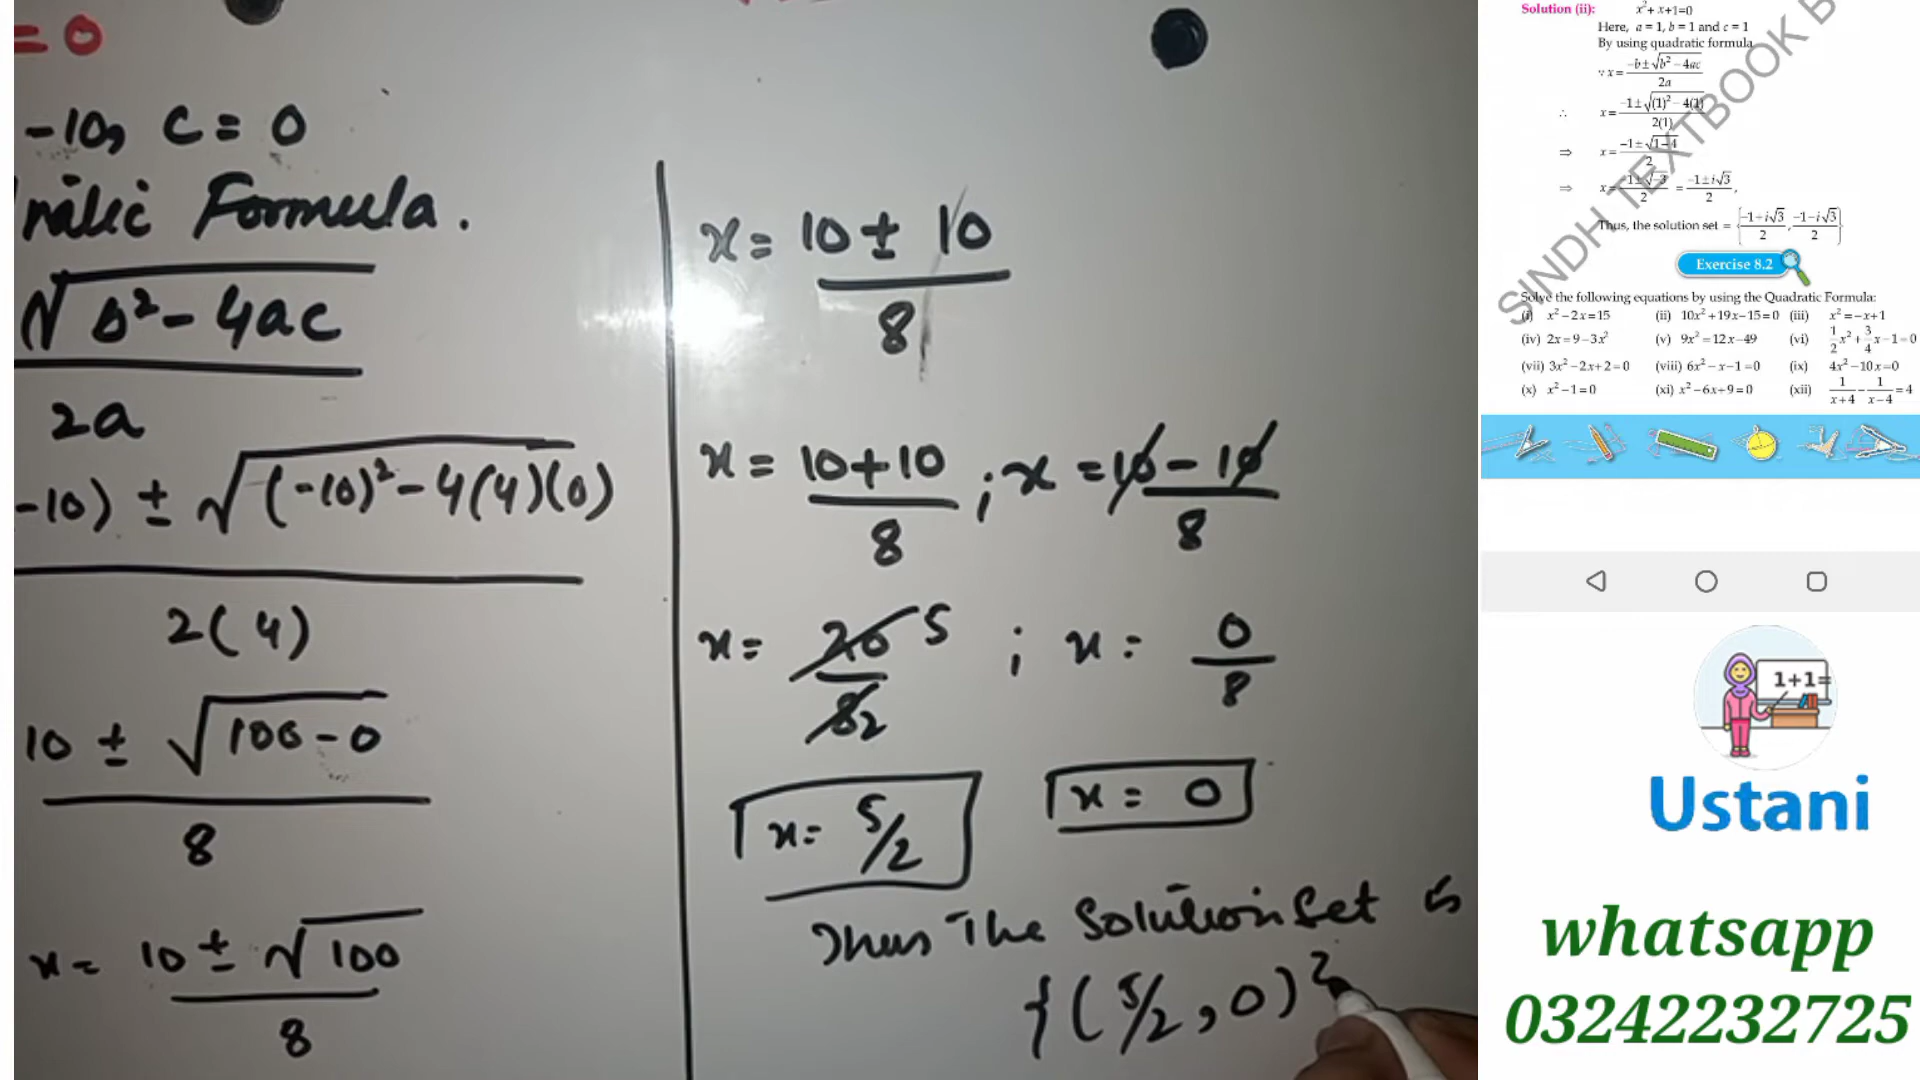 = 0
-10, C = 0
Formula.
√b² - 4ac
2a
-10) ± √(-10)² - 4(4)(0)
2(4)
10 ± √100 - 0
8
x = 10 ± √100
8
x = 10 ± 10
8
x = 10 + 10 ; x = 10 - 10
8 8
x = 20 5 ; x = 0
8 2 8
x = 5/2 x = 0
Thus The Solution Set is
{(5/2, 0)
Solution (ii): x² + x + 1 = 0
Here, a = 1, b = 1 and c = 1
By using quadratic formula
∵ x = -b ± √b² - 4ac
2a
∴ x = -1 ± √(1)² - 4(1)
2(1)
⇒ x = -1 ± √1 - 4
2
⇒ x = -1 ± √-3 = -1 ± i√3 ,
2 2
Thus, the solution set = { -1 + i√3 , -1 - i√3 }
2 2
Exercise 8.2
Solve the following equations by using the Quadratic Formula:
(i) x² - 2x = 15 (ii) 10x² + 19x - 15 = 0 (iii) x² = -x + 1
(iv) 2x = 9 - 3x² (v) 9x² = 12x - 49 (vi) 1/2 x² + 3/4 x - 1 = 0
(vii) 3x² - 2x + 2 = 0 (viii) 6x² - x - 1 = 0 (ix) 4x² - 10x = 0
(x) x² - 1 = 0 (xi) x² - 6x + 9 = 0 (xii) 1/x+4 - 1/x-4 = 4
SINDH TEXTBOOK B
1+1=
Ustani
whatsapp
03242232725